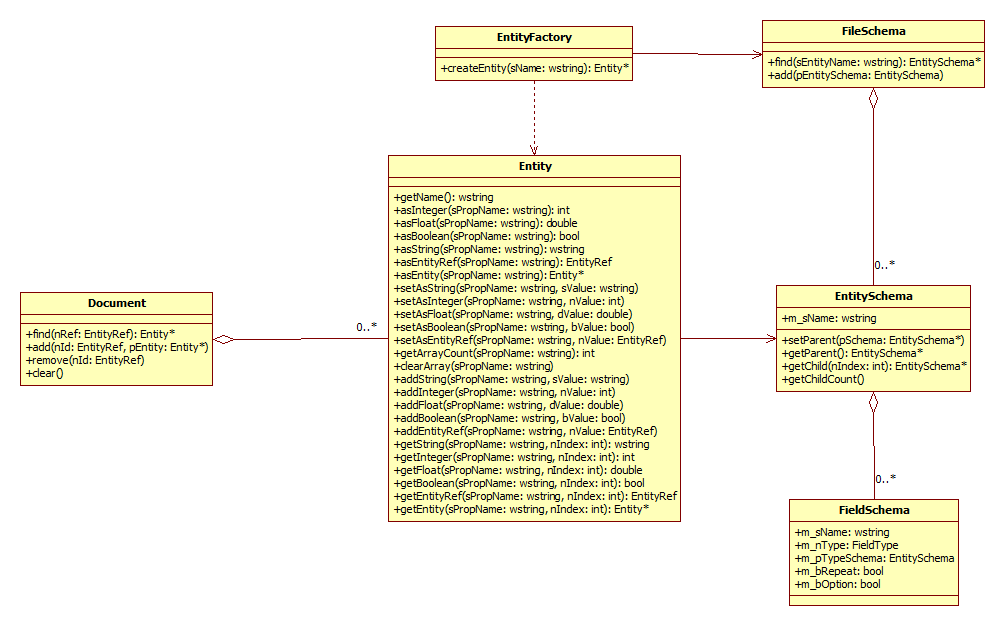 EntityFactory
+createEntity(sName: wstring): Entity*
FileSchema
+find(sEntityName: wstring): EntitySchema*
+add(pEntitySchema: EntitySchema)
Entity
+getName(): wstring
+asInteger(sPropName: wstring): int
+asFloat(sPropName: wstring): double
+asBoolean(sPropName: wstring): bool
+asString(sPropName: wstring): wstring
+asEntityRef(sPropName: wstring): EntityRef
+asEntity(sPropName: wstring): Entity*
+setAsString(sPropName: wstring, sValue: wstring)
+setAsInteger(sPropName: wstring, nValue: int)
+setAsFloat(sPropName: wstring, dValue: double)
+setAsBoolean(sPropName: wstring, bValue: bool)
+setAsEntityRef(sPropName: wstring, nValue: EntityRef)
+getArrayCount(sPropName: wstring): int
+clearArray(sPropName: wstring)
+addString(sPropName: wstring, sValue: wstring)
+addInteger(sPropName: wstring, nValue: int)
+addFloat(sPropName: wstring, dValue: double)
+addBoolean(sPropName: wstring, bValue: bool)
+addEntityRef(sPropName: wstring, nValue: EntityRef)
+getString(sPropName: wstring, nIndex: int): wstring
+getInteger(sPropName: wstring, nIndex: int): int
+getFloat(sPropName: wstring, nIndex: int): double
+getBoolean(sPropName: wstring, nIndex: int): bool
+getEntityRef(sPropName: wstring, nIndex: int): EntityRef
+getEntity(sPropName: wstring, nIndex: int): Entity*
Document
+find(nRef: EntityRef): Entity*
+add(nId: EntityRef, pEntity: Entity*)
+remove(nId: EntityRef)
+clear()
0..*
0..*
EntitySchema
+m_sName: wstring
+setParent(pSchema: EntitySchema*)
+getParent(): EntitySchema*
+getChild(nIndex: int): EntitySchema*
+getChildCount()
0..*
FieldSchema
+m_sName: wstring
+m_nType: FieldType
+m_pTypeSchema: EntitySchema
+m_bRepeat: bool
+m_bOption: bool